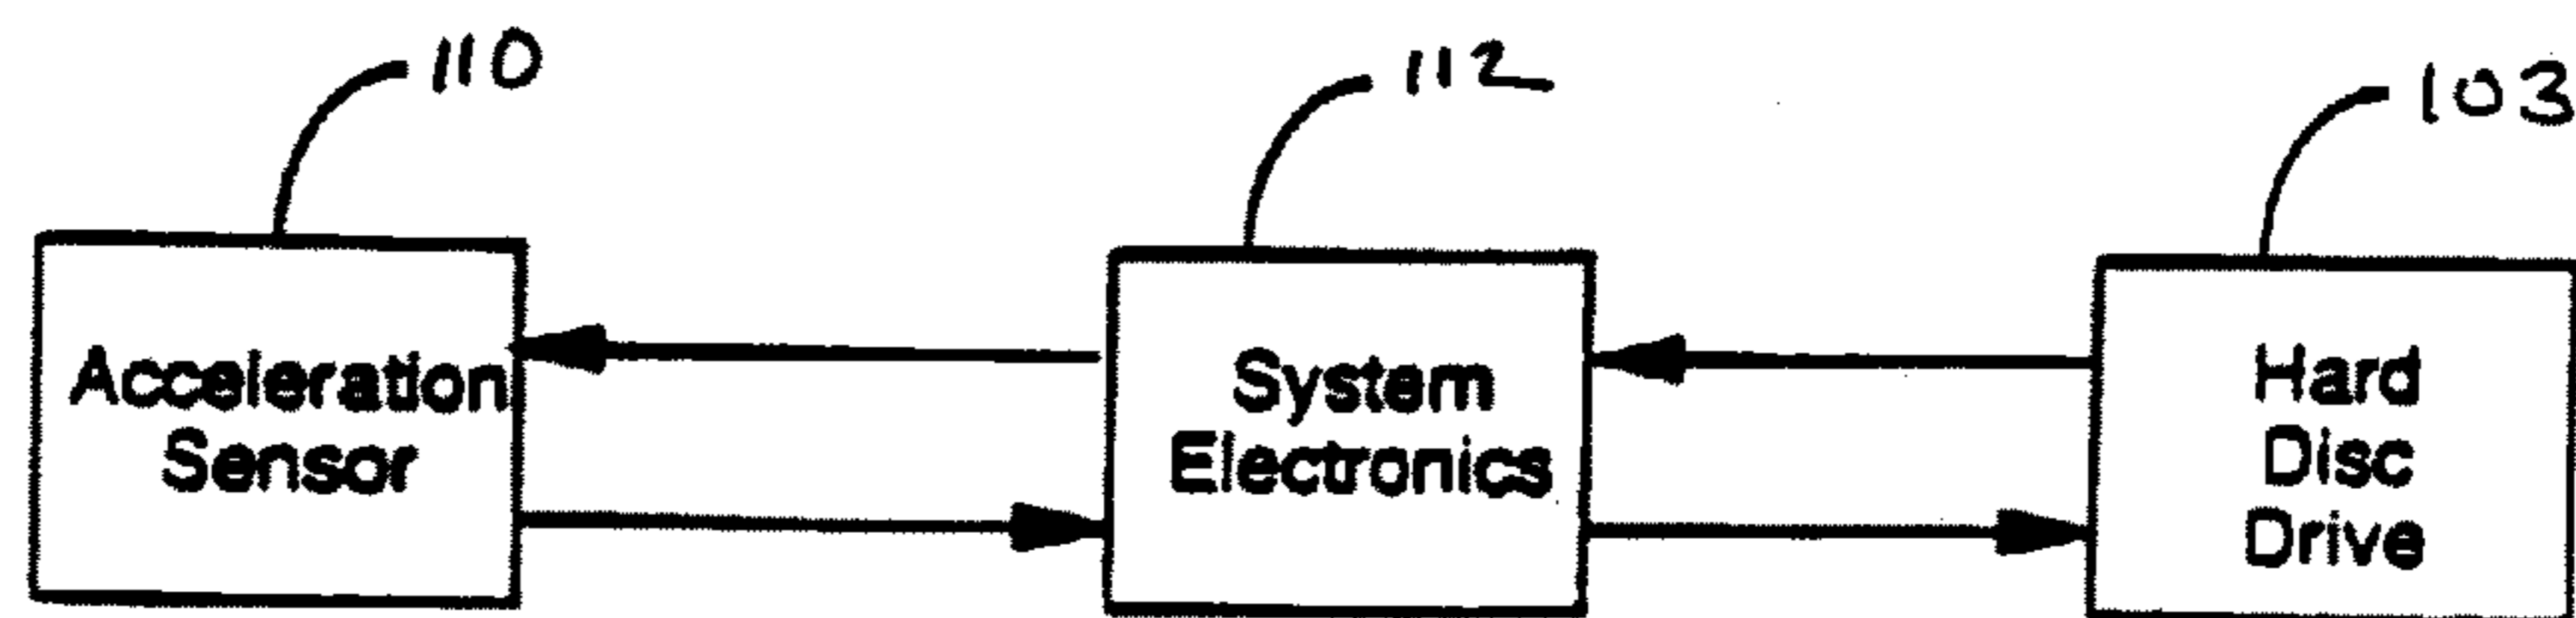 110
112
103
Acceleration
Sensor
System
Electronics
Hard
Disc
Drive